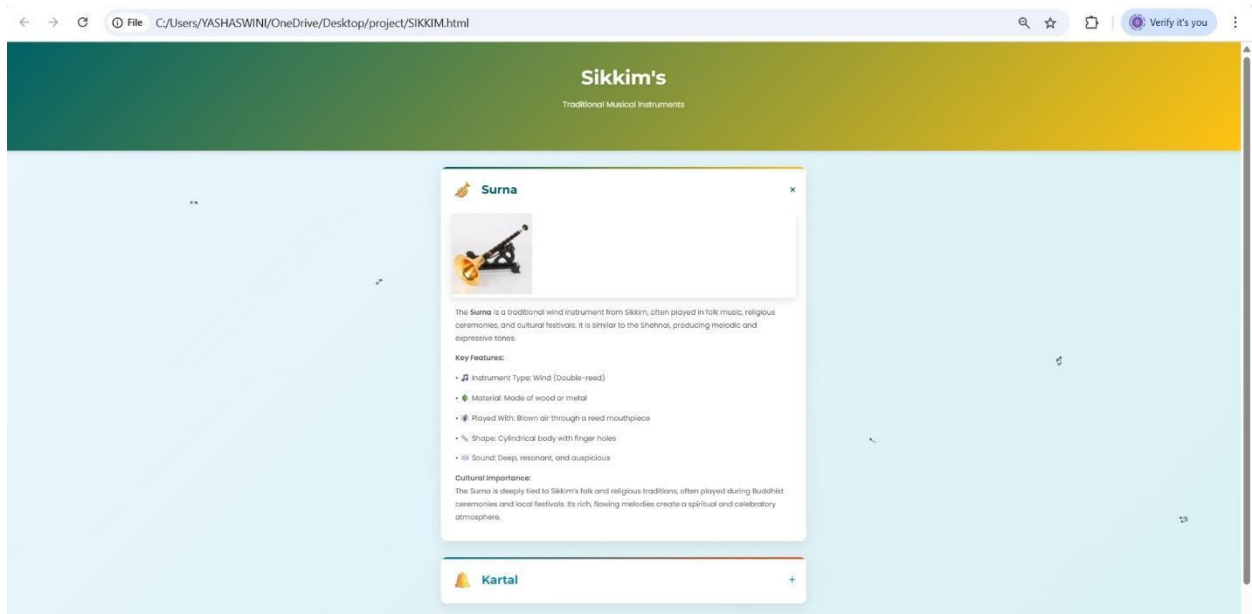 File C:/Users/YASHASWINI/OneDrive/Desktop/project/SIKKIM.html
Verify it's you
Sikkim's
Traditional Musical Instruments
Surna ×
The Surna is a traditional wind instrument from Sikkim, often played in folk music, religious
ceremonies, and cultural festivals. It is similar to the Shehnai, producing melodic and
expressive tones.
Key Features:
• 🎵 Instrument Type: Wind (Double-reed)
• Material: Made of wood or metal
• Played With: Blown air through a reed mouthpiece
• Shape: Cylindrical body with finger holes
• Sound: Deep, resonant, and auspicious
Cultural Importance:
The Surna is deeply tied to Sikkim's folk and religious traditions, often played during Buddhist
ceremonies and local festivals. Its rich, flowing melodies create a spiritual and celebratory
atmosphere.
Kartal +